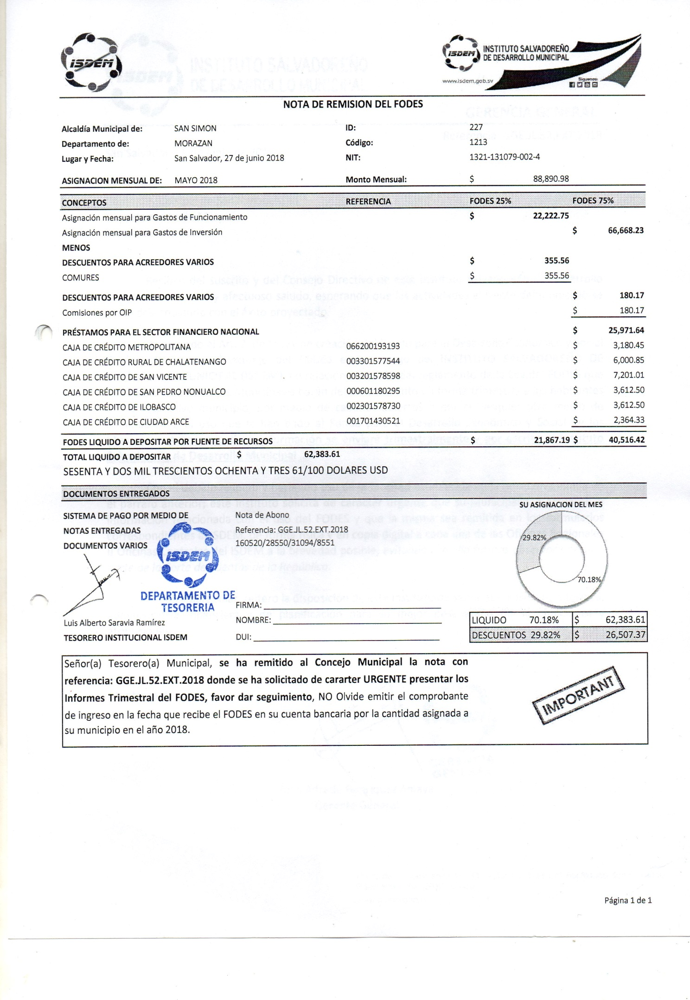 ISDEM
ISDEM
INSTITUTO SALVADOREÑO
DE DESARROLLO MUNICIPAL
www.isdem.gob.sv
Siguenos:
NOTA DE REMISION DEL FODES
Alcaldía Municipal de: SAN SIMON ID: 227
Departamento de: MORAZAN Código: 1213
Lugar y Fecha: San Salvador, 27 de junio 2018 NIT: 1321-131079-002-4
ASIGNACION MENSUAL DE: MAYO 2018 Monto Mensual: $ 88,890.98
CONCEPTOS REFERENCIA FODES 25% FODES 75%
Asignación mensual para Gastos de Funcionamiento $ 22,222.75
Asignación mensual para Gastos de Inversión $ 66,668.23
MENOS
DESCUENTOS PARA ACREEDORES VARIOS $ 355.56
COMURES $ 355.56
DESCUENTOS PARA ACREEDORES VARIOS $ 180.17
Comisiones por OIP $ 180.17
PRÉSTAMOS PARA EL SECTOR FINANCIERO NACIONAL $ 25,971.64
CAJA DE CRÉDITO METROPOLITANA 066200193193 $ 3,180.45
CAJA DE CRÉDITO RURAL DE CHALATENANGO 003301577544 $ 6,000.85
CAJA DE CRÉDITO DE SAN VICENTE 003201578598 $ 7,201.01
CAJA DE CRÉDITO DE SAN PEDRO NONUALCO 000601180295 $ 3,612.50
CAJA DE CRÉDITO DE ILOBASCO 002301578730 $ 3,612.50
CAJA DE CRÉDITO DE CIUDAD ARCE 001701430521 $ 2,364.33
FODES LIQUIDO A DEPOSITAR POR FUENTE DE RECURSOS $ 21,867.19 $ 40,516.42
TOTAL LIQUIDO A DEPOSITAR $ 62,383.61
SESENTA Y DOS MIL TRESCIENTOS OCHENTA Y TRES 61/100 DOLARES USD
DOCUMENTOS ENTREGADOS
SU ASIGNACION DEL MES
SISTEMA DE PAGO POR MEDIO DE Nota de Abono
NOTAS ENTREGADAS Referencia: GGE.JL.52.EXT.2018
DOCUMENTOS VARIOS 160520/28550/31094/8551
29.82%
70.18%
ISDEM
DEPARTAMENTO DE
TESORERIA
FIRMA:
NOMBRE:
DUI:
Luis Alberto Saravia Ramírez
TESORERO INSTITUCIONAL ISDEM
LIQUIDO 70.18% $ 62,383.61
DESCUENTOS 29.82% $ 26,507.37
Señor(a) Tesorero(a) Municipal, se ha remitido al Concejo Municipal la nota con
referencia: GGE.JL.52.EXT.2018 donde se ha solicitado de cararter URGENTE presentar los
Informes Trimestral del FODES, favor dar seguimiento, NO Olvide emitir el comprobante
de ingreso en la fecha que recibe el FODES en su cuenta bancaria por la cantidad asignada a
su municipio en el año 2018.
IMPORTANT
Página 1 de 1